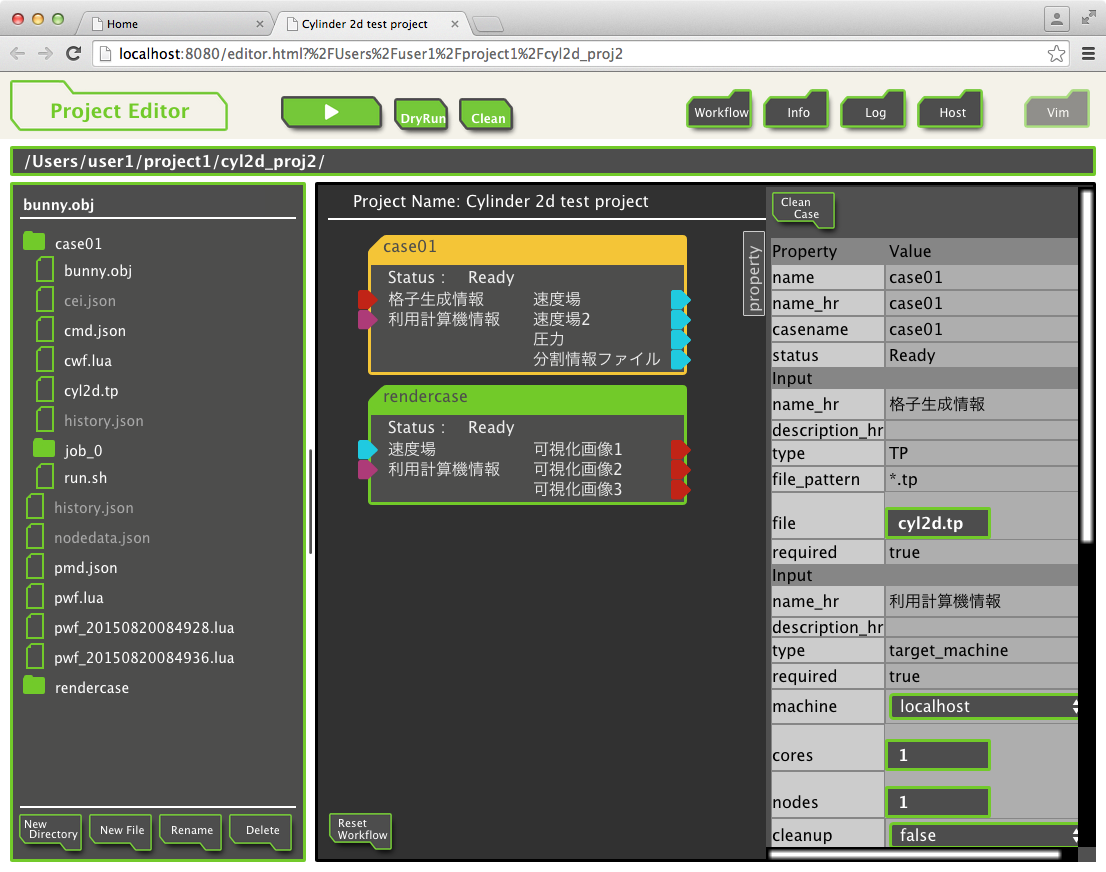 Home
Cylinder 2d test project
localhost:8080/editor.html?%2FUsers%2Fuser1%2Fproject1%2Fcyl2d_proj2
Project Editor
DryRun
Clean
Workflow
Info
Log
Host
Vim
/Users/user1/project1/cyl2d_proj2/
bunny.obj
case01
bunny.obj
cei.json
cmd.json
cwf.lua
cyl2d.tp
history.json
job_0
run.sh
history.json
nodedata.json
pmd.json
pwf.lua
pwf_20150820084928.lua
pwf_20150820084936.lua
rendercase
New
Directory
New File
Rename
Delete
Project Name: Cylinder 2d test project
case01
Status : Ready
格子生成情報 速度場
利用計算機情報 速度場2
圧力
分割情報ファイル
rendercase
Status : Ready
速度場 可視化画像1
利用計算機情報 可視化画像2
可視化画像3
Reset
Workflow
property
Clean
Case
Property Value
name case01
name_hr case01
casename case01
status Ready
Input
name_hr 格子生成情報
description_hr
type TP
file_pattern *.tp
file cyl2d.tp
required true
Input
name_hr 利用計算機情報
description_hr
type target_machine
required true
machine localhost
cores 1
nodes 1
cleanup false